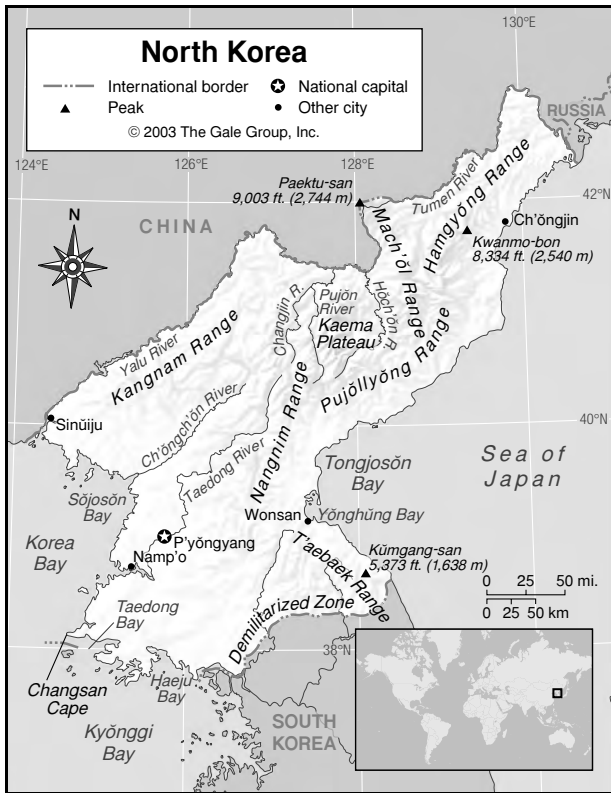 North Korea
International border
National capital
Peak
Other city
© 2003 The Gale Group, Inc.
130°E
124°E
126°E
128°E
RUSSIA
42°N
Paektu-san
9,003 ft. (2,744 m)
Tumen River
Hamgyŏng Range
Mach'ŏl Range
Ch'ŏngjin
Kwanmo-bon
8,334 ft. (2,540 m)
N
CHINA
Changjin R.
Pujŏn
River
Hŏch'ŏn R.
Kaema
Plateau
Yalu River
Kangnam Range
Pujŏllyŏng Range
Sinŭiju
Ch'ŏngch'ŏn River
Nangnim Range
40°N
Taedong River
Tongjosŏn
Bay
Sea of
Japan
Sŏjosŏn
Bay
Wonsan
Yŏnghŭng Bay
Korea
Bay
P'yŏngyang
Namp'o
T'aebaek Range
Kŭmgang-san
5,373 ft. (1,638 m)
0 25 50 mi.
0 25 50 km
Taedong
Bay
Demilitarized Zone
38°N
Changsan
Cape
Haeju
Bay
Kyŏnggi
Bay
SOUTH
KOREA